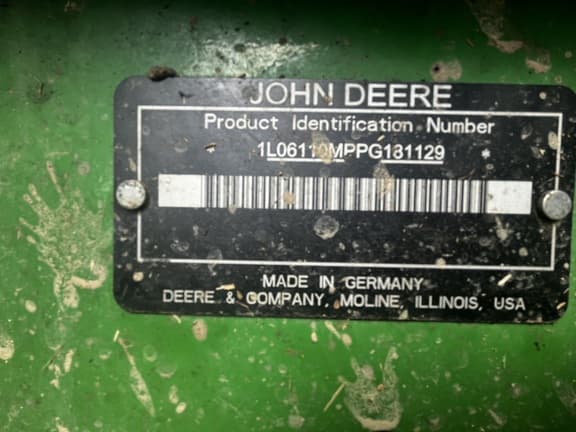 JOHN DEERE
Product Identification Number
1L06110MPPG131129 *
MADE IN GERMANY
DEERE & COMPANY, MOLINE, ILLINOIS, USA